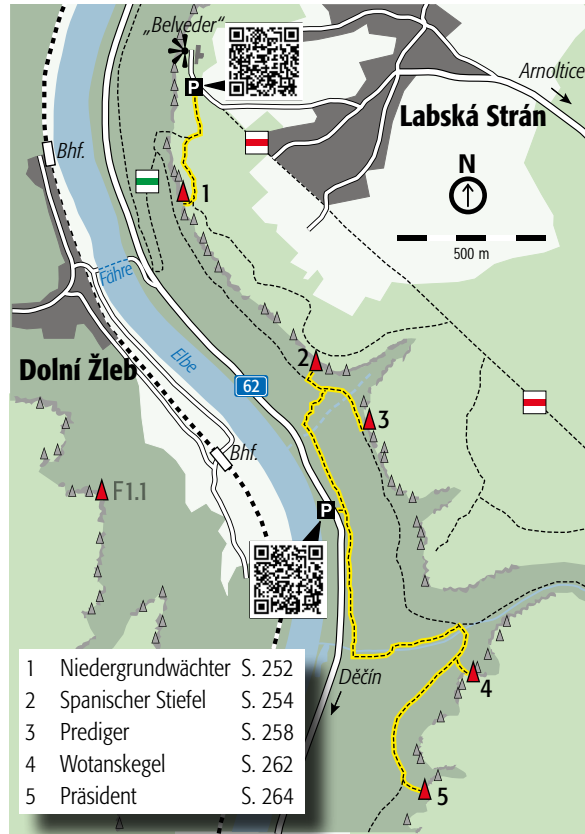 „Belveder“
P
Arnoltice
Labská Strán
Bhf.
N
1
500 m
Fähre
Elbe
Dolní Žleb
62
2
3
Bhf.
F1.1
P
Děčín
4
5
1 Niedergrundwächter S. 252
2 Spanischer Stiefel S. 254
3 Prediger S. 258
4 Wotanskegel S. 262
5 Präsident S. 264